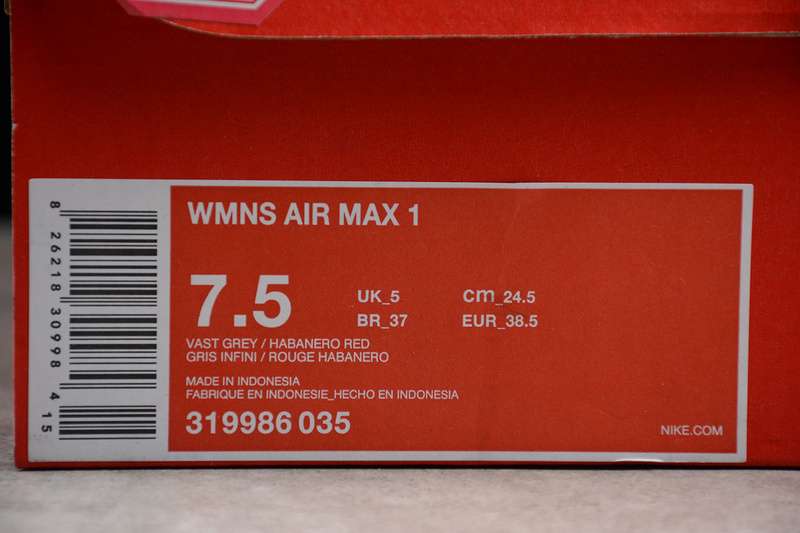 WMNS AIR MAX 1
7.5
UK_5
cm_24.5
BR_37
EUR_38.5
VAST GREY / HABANERO RED
GRIS INFINI / ROUGE HABANERO
MADE IN INDONESIA
FABRIQUE EN INDONESIE_HECHO EN INDONESIA
319986 035
NIKE.COM
8 26218 30998 4 15